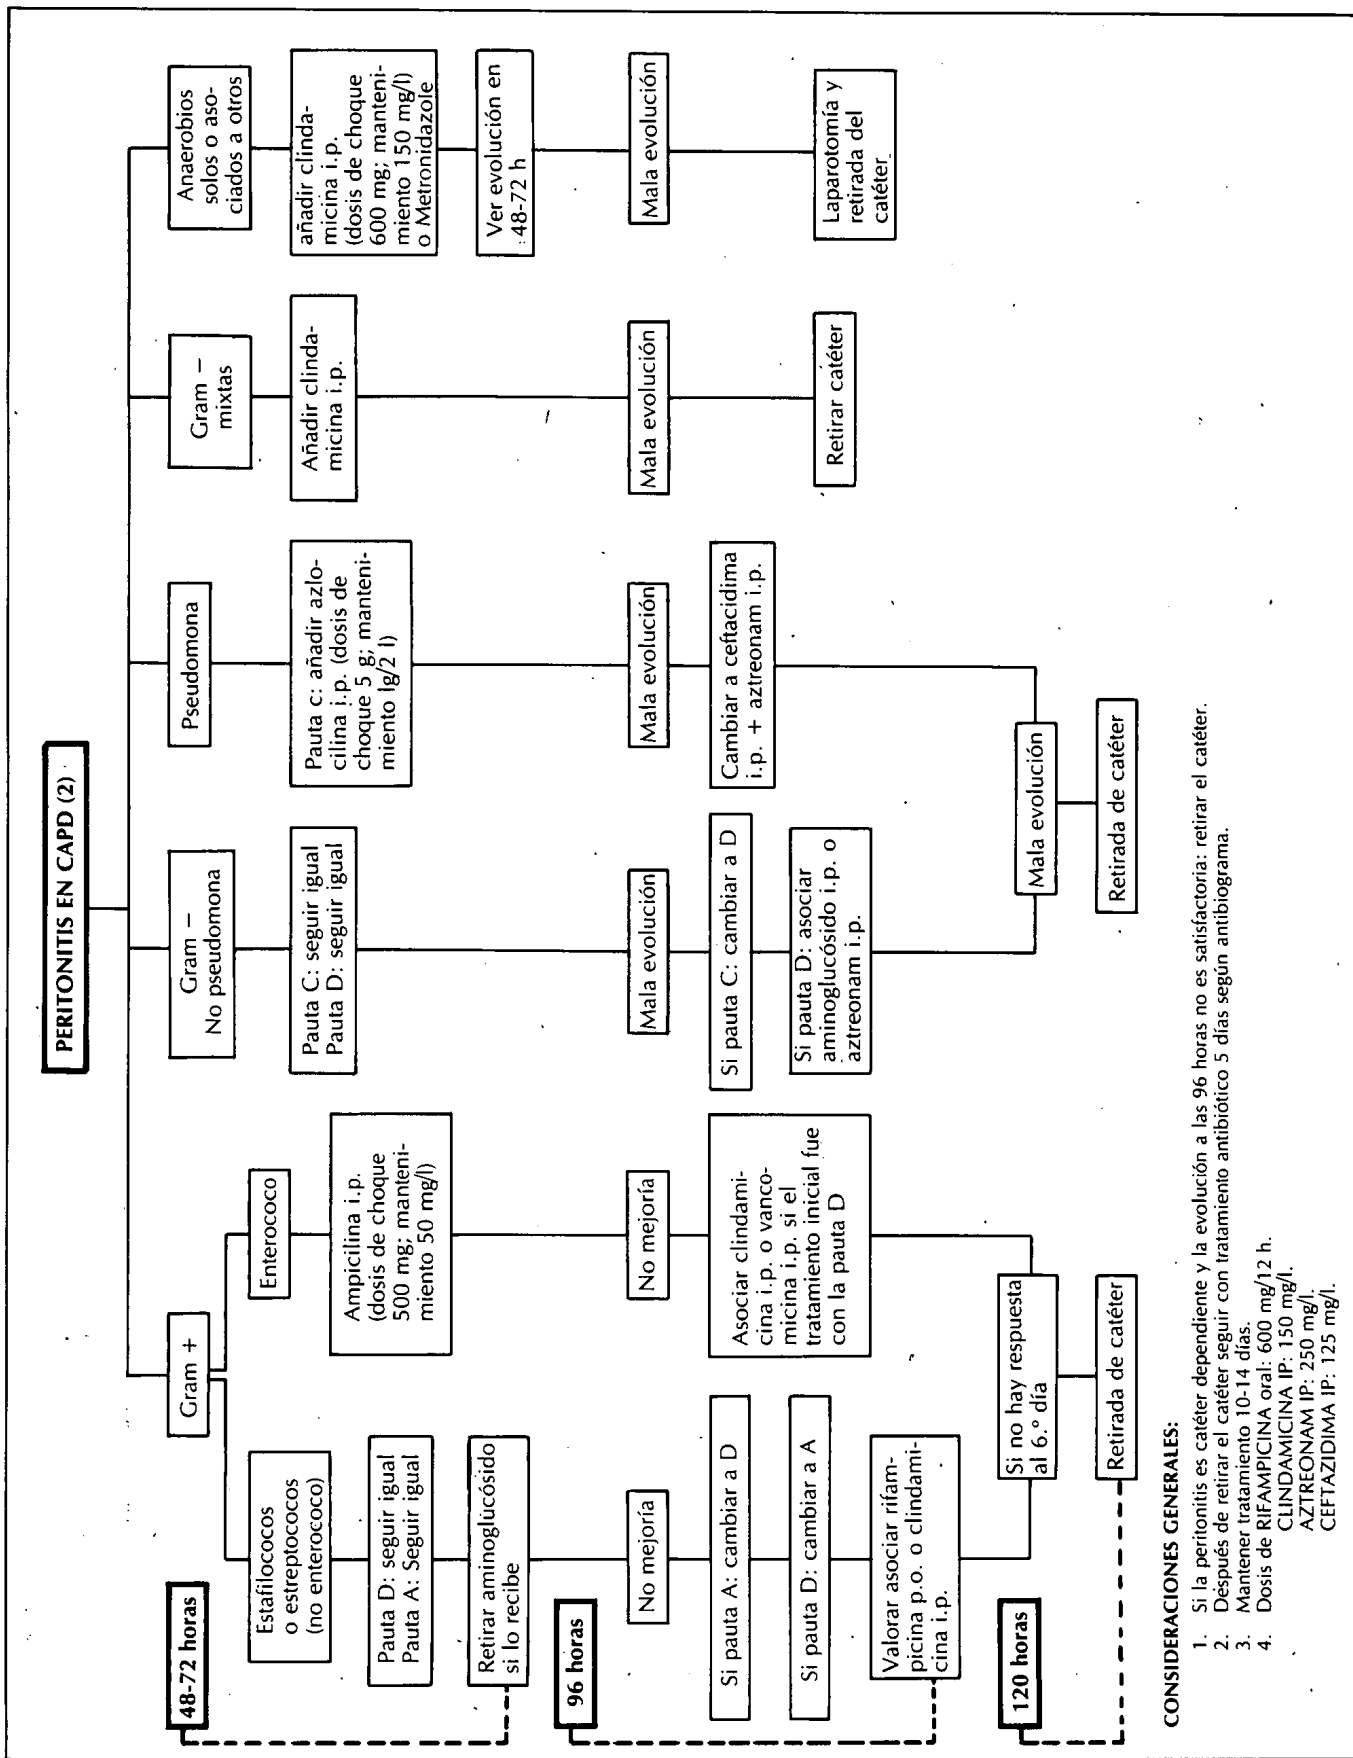 PERITONITIS EN CAPD (2)
48-72 horas
Gram +
Estafilococos
o estreptococos
(no enterococo)
Pauta D: seguir igual
Pauta A: Seguir igual
Retirar aminoglucósido
si lo recibe
96 horas
No mejoría
Si pauta A: cambiar a D
Si pauta D: cambiar a A
Valorar asociar rifam-
picina p.o. o clindami-
cina i.p.
Enterococo
Ampicilina i.p.
(dosis de choque
500 mg; manteni-
miento 50 mg/l)
No mejoría
Asociar clindami-
cina i.p. o vanco-
micina i.p. si el
tratamiento inicial fue
con la pauta D
120 horas
Si no hay respuesta
al 6.º día
Retirada de catéter
Gram –
No pseudomona
Pauta C: seguir igual
Pauta D: seguir igual
Mala evolución
Si pauta C: cambiar a D
Si pauta D: asociar
aminoglucósido i.p. o
aztreonam i.p.
Pseudomona
Pauta c: añadir azlo-
cilina i.p. (dosis de
choque 5 g; manteni-
miento lg/2 l)
Mala evolución
Cambiar a ceftacidima
i.p. + aztreonam i.p.
Mala evolución
Retirada de catéter
Gram –
mixtas
Añadir clinda-
micina i.p.
Mala evolución
Retirar catéter
Anaerobios
solos o aso-
ciados a otros
añadir clinda-
micina i.p.
(dosis de choque
600 mg; manteni-
miento 150 mg/l)
o Metronidazole
Ver evolución en
48-72 h
Mala evolución
Laparotomía y
retirada del
catéter
CONSIDERACIONES GENERALES:
1. Si la peritonitis es catéter dependiente y la evolución a las 96 horas no es satisfactoria: retirar el catéter.
2. Después de retirar el catéter seguir con tratamiento antibiótico 5 días según antibiograma.
3. Mantener tratamiento 10-14 días.
4. Dosis de RIFAMPICINA oral: 600 mg/12 h.
CLINDAMICINA IP: 150 mg/l.
AZTREONAM IP: 250 mg/l.
CEFTAZIDIMA IP: 125 mg/l.